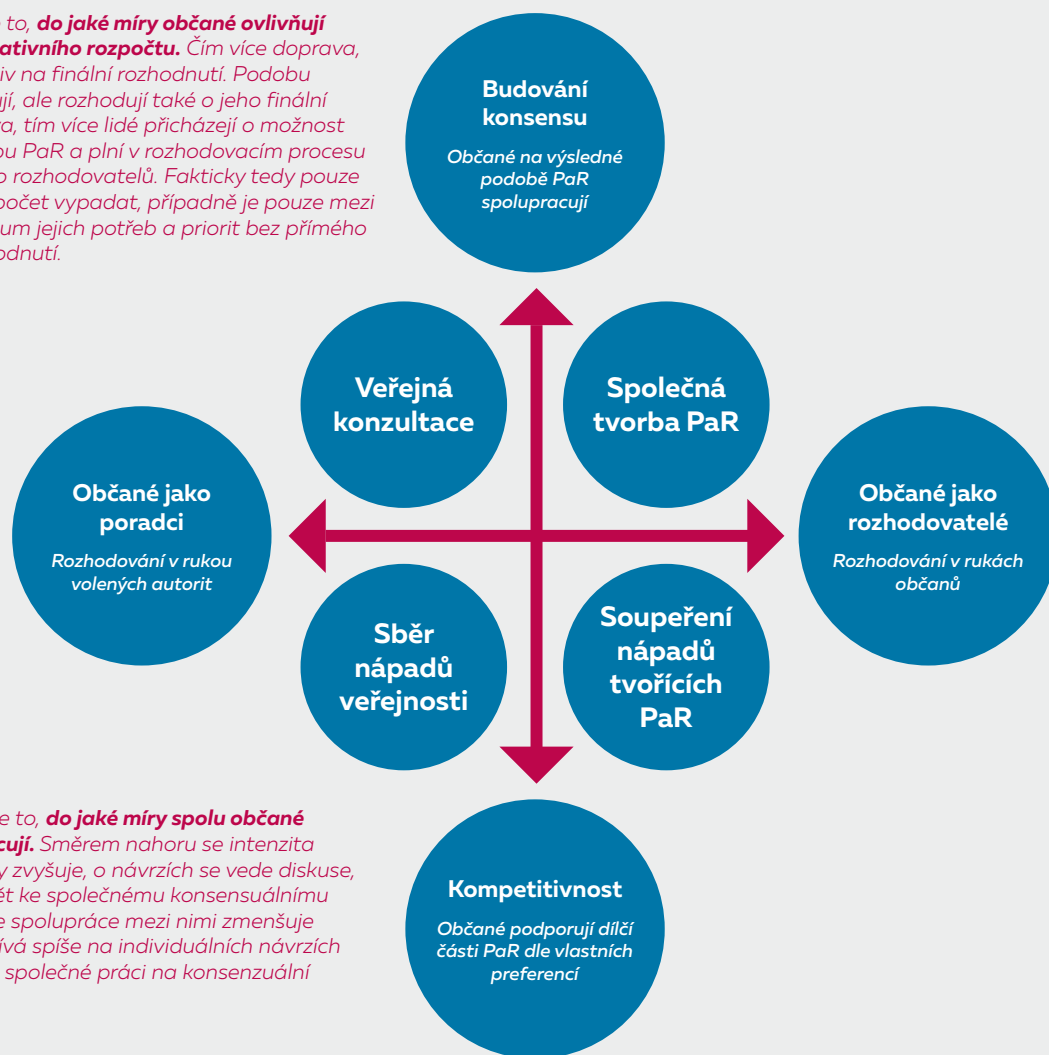 to, do jaké míry občané ovlivňují
ativního rozpočtu. Čím více doprava,
iv na finální rozhodnutí. Podobu
ují, ale rozhodují také o jeho finální
a, tím více lidé přicházejí o možnost
ou PaR a plní v rozhodovacím procesu
o rozhodovatelů. Fakticky tedy pouze
počet vypadat, případně je pouze mezi
um jejich potřeb a priorit bez přímého
odnutí.
Budování
konsensu
Občané na výsledné
podobě PaR
spolupracují
Veřejná
konzultace
Společná
tvorba PaR
Občané jako
poradci
Rozhodování v rukou
volených autorit
Občané jako
rozhodovatelé
Rozhodování v rukách
občanů
Sběr
nápadů
veřejnosti
Soupeření
nápadů
tvořících
PaR
e to, do jaké míry spolu občané
cují. Směrem nahoru se intenzita
y zvyšuje, o návrzích se vede diskuse,
ět ke společnému konsensuálnímu
e spolupráce mezi nimi zmenšuje
ívá spíše na individuálních návrzích
společné práci na konsenzuální
Kompetitivnost
Občané podporují dílčí
části PaR dle vlastních
preferencí